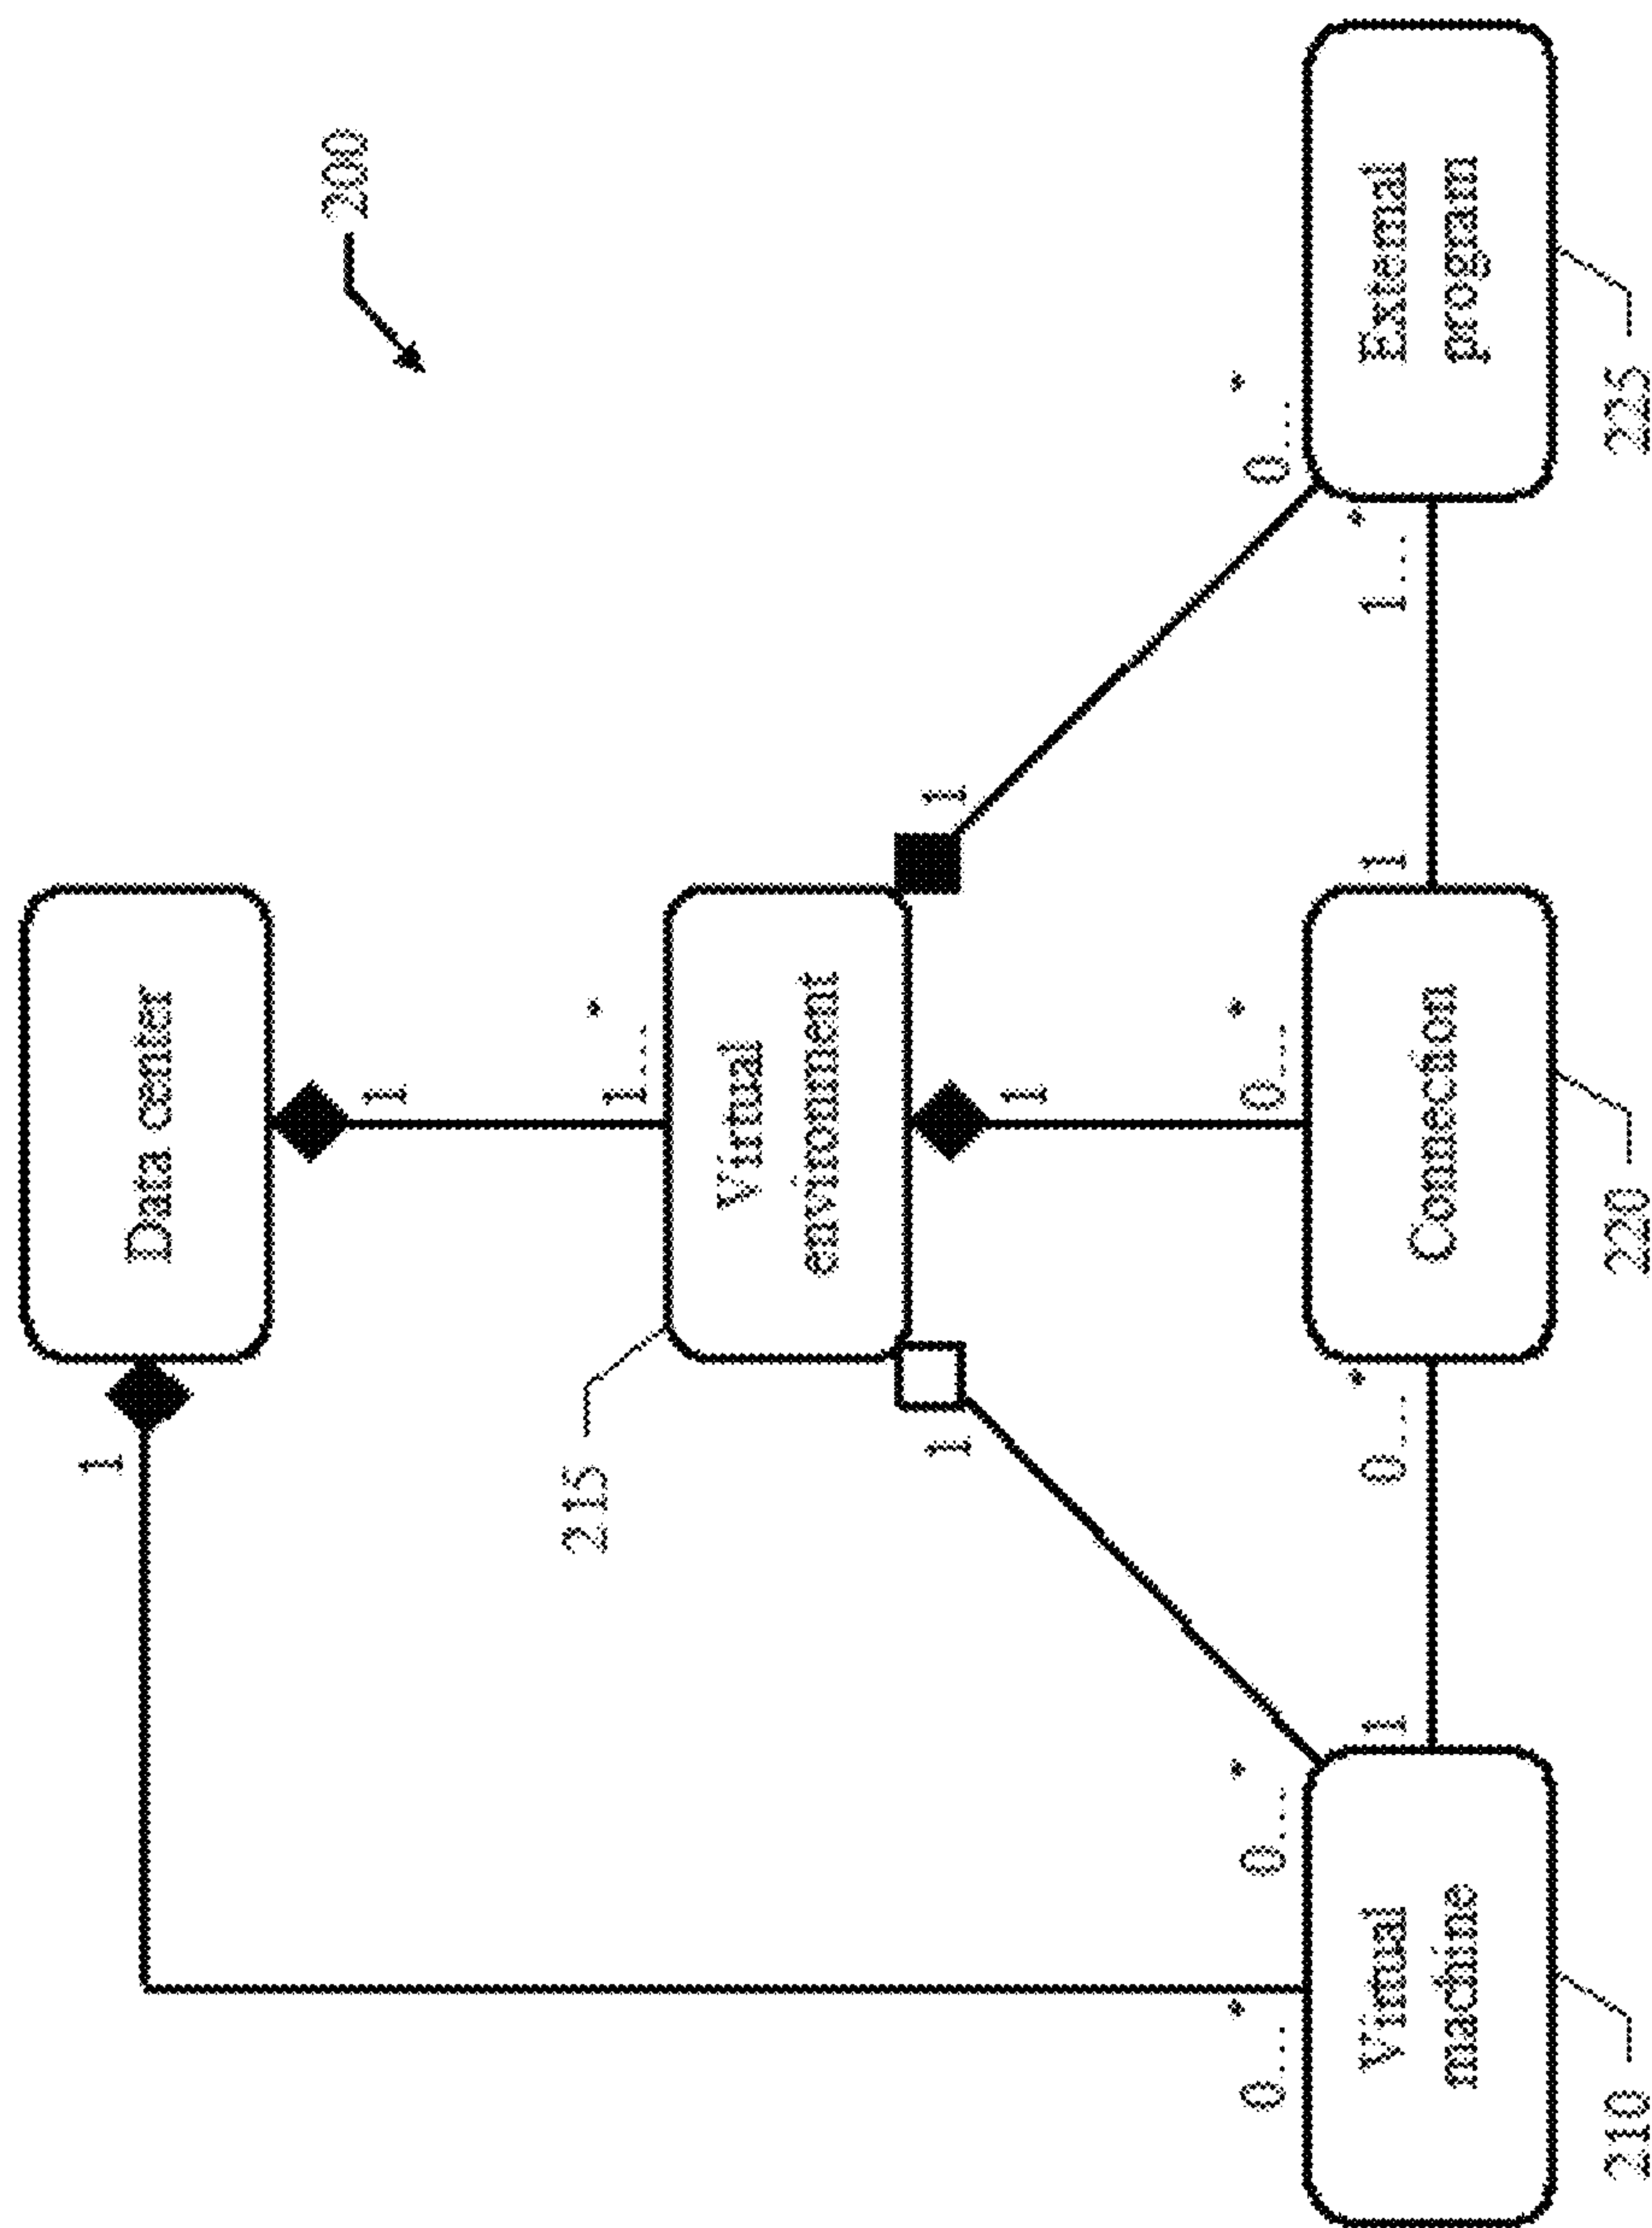 200
Data center
1
1
1...*
215
Virtual
environment
1
1
1
0...*
0...*
0...*
0...*
Virtual
machine
1
0...*
Connection
1
1...*
External
program
210
220
225